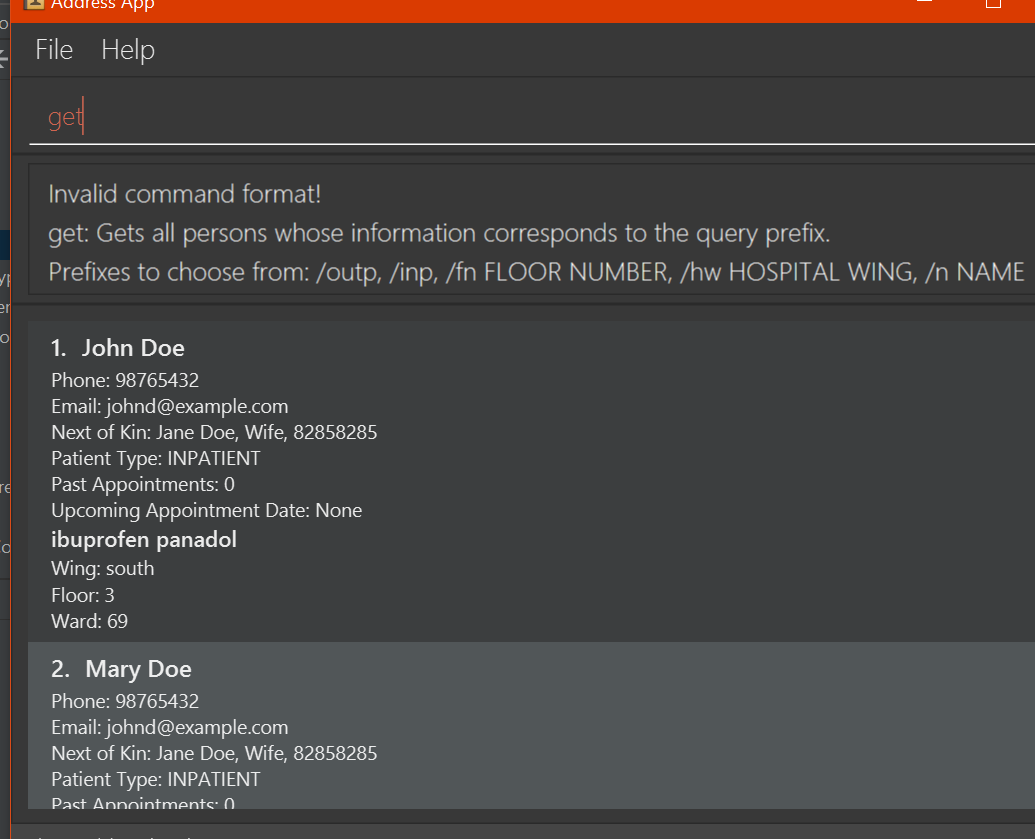 Address App
File Help
get
Invalid command format!
get: Gets all persons whose information corresponds to the query prefix.
Prefixes to choose from: /outp, /inp, /fn FLOOR NUMBER, /hw HOSPITAL WING, /n NAME
1. John Doe
Phone: 98765432
Email: johnd@example.com
Next of Kin: Jane Doe, Wife, 82858285
Patient Type: INPATIENT
Past Appointments: 0
Upcoming Appointment Date: None
ibuprofen panadol
Wing: south
Floor: 3
Ward: 69
2. Mary Doe
Phone: 98765432
Email: johnd@example.com
Next of Kin: Jane Doe, Wife, 82858285
Patient Type: INPATIENT
Past Appointments: 0